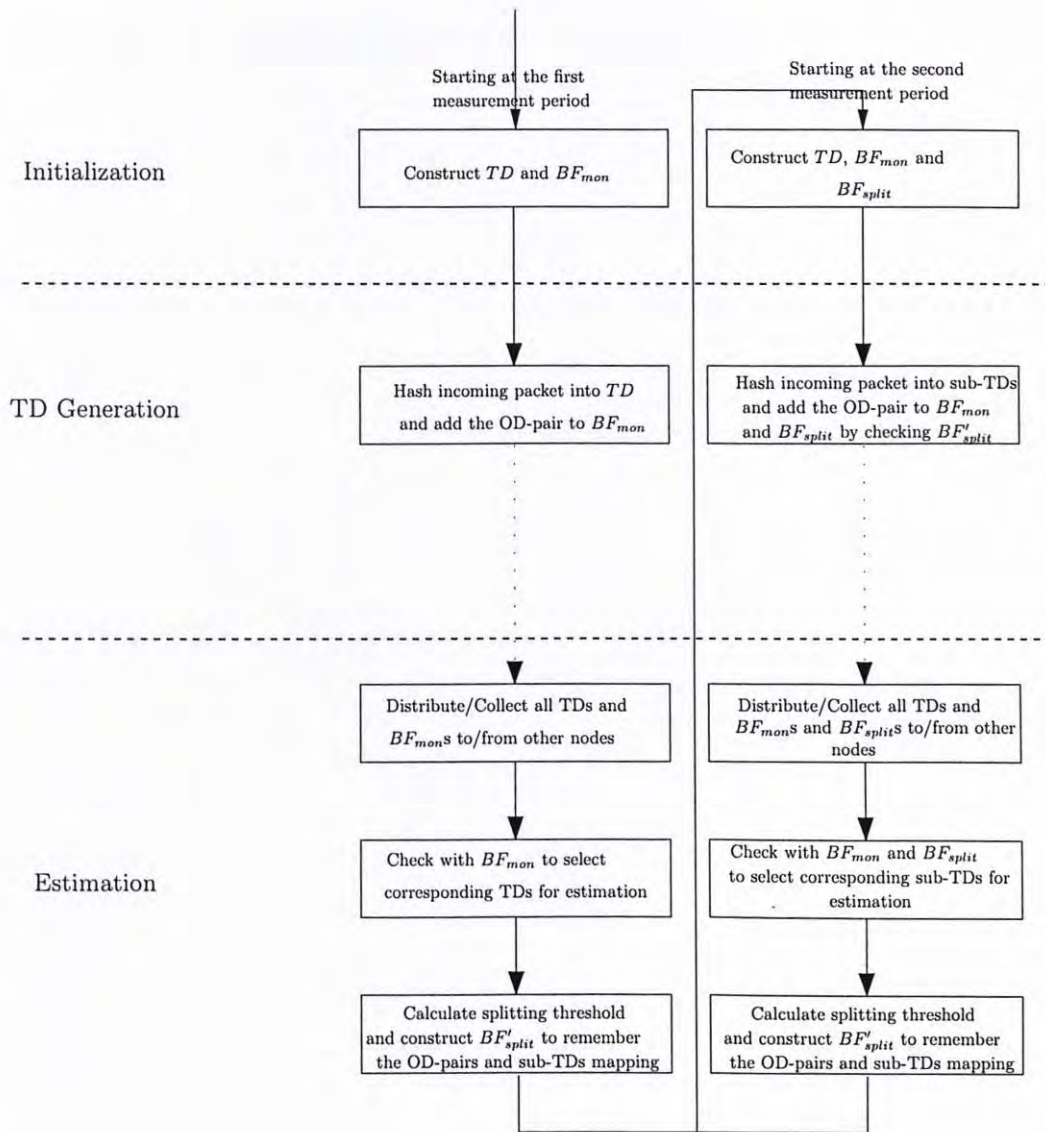 Starting at the first
measurement period
Starting at the second
measurement period
Initialization
Construct TD and BF_mon
Construct TD, BF_mon and
BF_split
TD Generation
Hash incoming packet into TD
and add the OD-pair to BF_mon
Hash incoming packet into sub-TDs
and add the OD-pair to BF_mon
and BF_split by checking BF'_split
Distribute/Collect all TDs and
BF_mons to/from other nodes
Distribute/Collect all TDs and
BF_mons and BF_splits to/from other
nodes
Estimation
Check with BF_mon to select
corresponding TDs for estimation
Check with BF_mon and BF_split
to select corresponding sub-TDs for
estimation
Calculate splitting threshold
and construct BF'_split to remember
the OD-pairs and sub-TDs mapping
Calculate splitting threshold
and construct BF'_split to remember
the OD-pairs and sub-TDs mapping